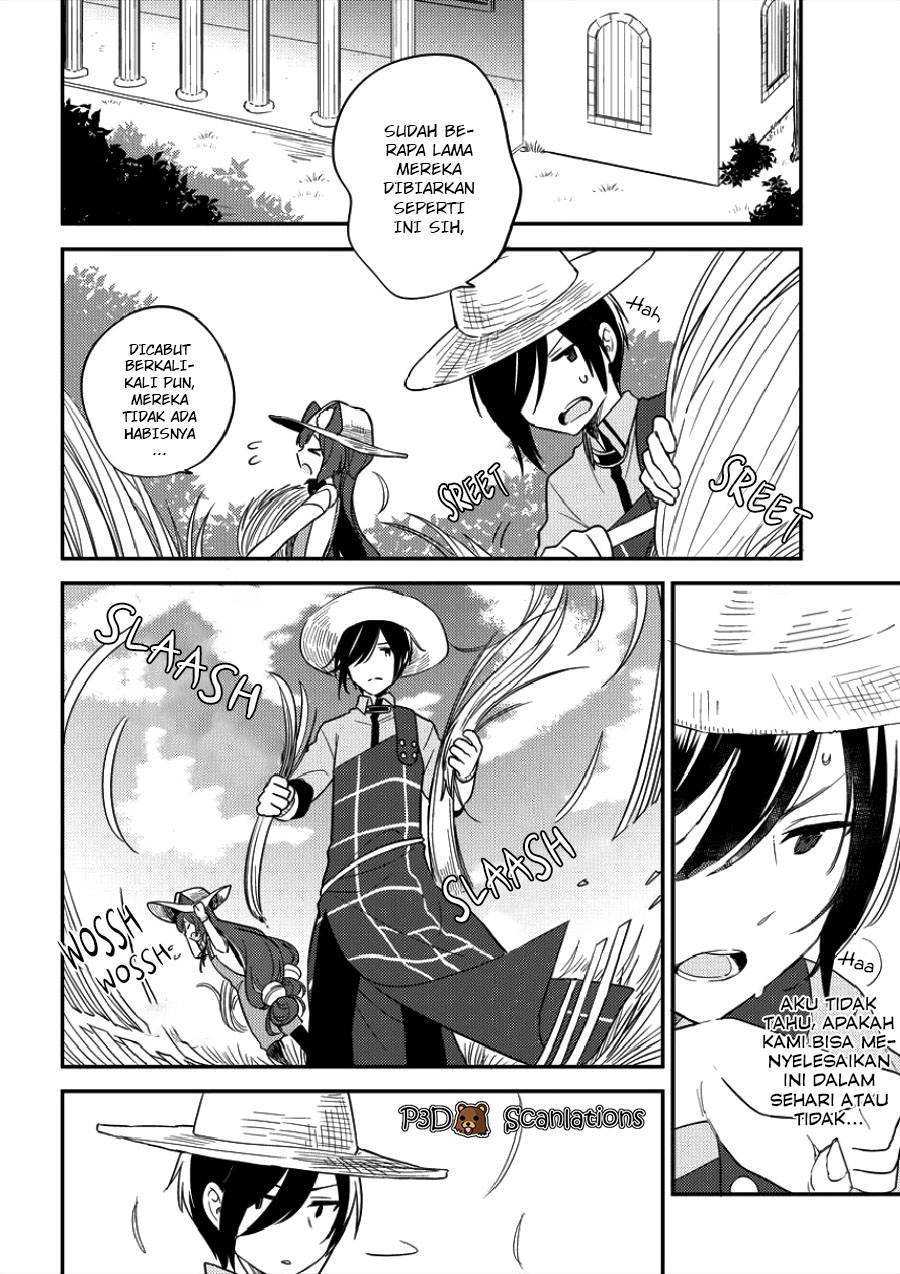 SUDAH BE-
RAPA LAMA
MEREKA
DIBIARKAN
SEPERTI
INI SIH,
Hah
DICABUT
BERKALI-
KALI PUN,
MEREKA
TIDAK ADA
HABISNYA
...
SREET
SREET
SLAASH
SLAASH
WOSSH
WOSSH
Haa
AKU TIDAK
TAHU, APAKAH
KAMI BISA ME-
NYELESAIKAN
INI DALAM
SEHARI ATAU
TIDAK...
P3D Scanlations